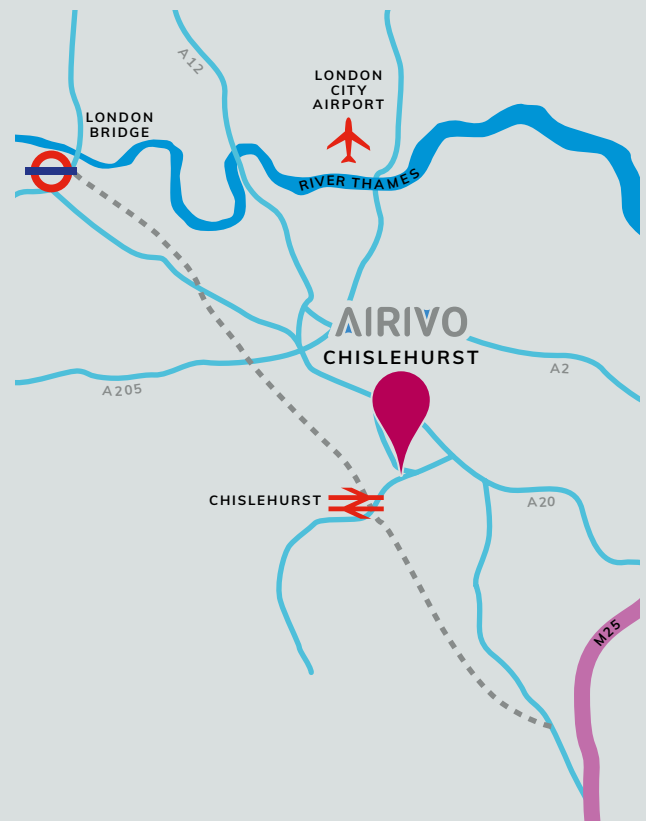 A12
LONDON
CITY
AIRPORT
LONDON
BRIDGE
RIVER THAMES
AIRIVO
CHISLEHURST
A2
A205
CHISLEHURST
A20
M25